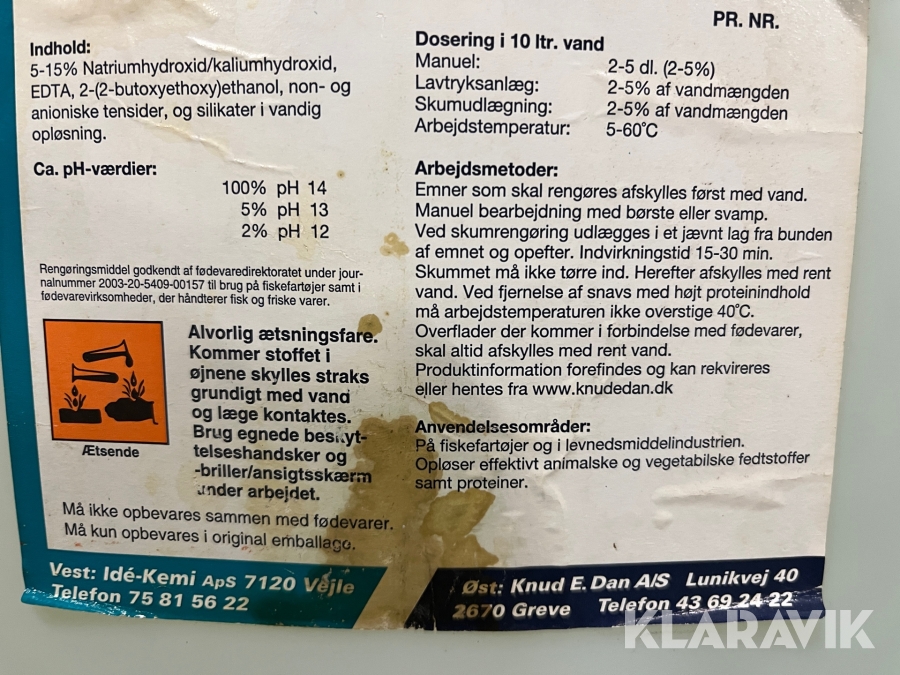 PR. NR.
Indhold:
5-15% Natriumhydroxid/kaliumhydroxid,
EDTA, 2-(2-butoxyethoxy)ethanol, non- og
anioniske tensider, og silikater i vandig
opløsning.
Ca. pH-værdier:
100% pH 14
5% pH 13
2% pH 12
Rengøringsmiddel godkendt af fødevaredirektoratet under jour-
nalnummer 2003-20-5409-00157 til brug på fiskefartøjer samt i
fødevarevirksomheder, der håndterer fisk og friske varer.
Alvorlig ætsningsfare.
Kommer stoffet i
øjnene skylles straks
grundigt med vand
og læge kontaktes.
Brug egnede beskyt-
telseshandsker og
-briller/ansigtsskærm
under arbejdet.
Ætsende
Må ikke opbevares sammen med fødevarer.
Må kun opbevares i original emballage.
Dosering i 10 ltr. vand
Manuel: 2-5 dl. (2-5%)
Lavtryksanlæg: 2-5% af vandmængden
Skumudlægning: 2-5% af vandmængden
Arbejdstemperatur: 5-60°C
Arbejdsmetoder:
Emner som skal rengøres afskylles først med vand.
Manuel bearbejdning med børste eller svamp.
Ved skumrengøring udlægges i et jævnt lag fra bunden
af emnet og opefter. Indvirkningstid 15-30 min.
Skummet må ikke tørre ind. Herefter afskylles med rent
vand. Ved fjernelse af snavs med højt proteinindhold
må arbejdstemperaturen ikke overstige 40°C.
Overflader der kommer i forbindelse med fødevarer,
skal altid afskylles med rent vand.
Produktinformation forefindes og kan rekvireres
eller hentes fra www.knudedan.dk
Anvendelsesområder:
På fiskefartøjer og i levnedsmiddelindustrien.
Opløser effektivt animalske og vegetabilske fedtstoffer
samt proteiner.
Vest: Idé-Kemi ApS 7120 Vejle
Telefon 75 81 56 22
Øst: Knud E. Dan A/S Lunikvej 40
2670 Greve Telefon 43 69 24 22
KLARAVIK